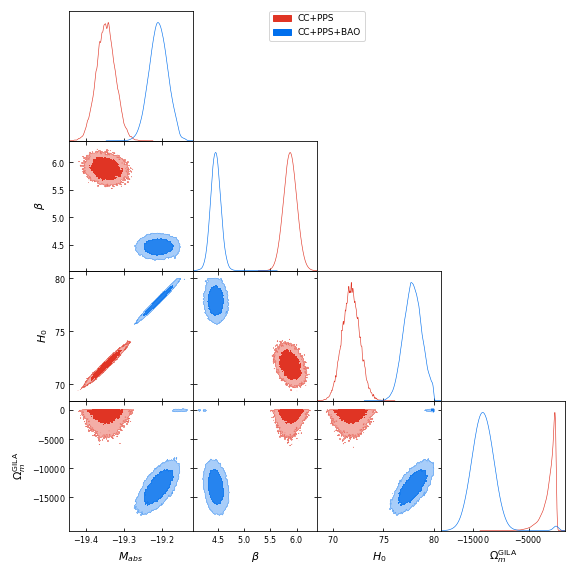 CC+PPS
CC+PPS+BAO
6.0
5.5
5.0
4.5
β
80
75
70
H₀
0
−5000
−10000
−15000
Ω_m^GILA
−19.4 −19.3 −19.2
4.5 5.0 5.5 6.0
70 75 80
−15000 −5000
M_abs
β
H₀
Ω_m^GILA